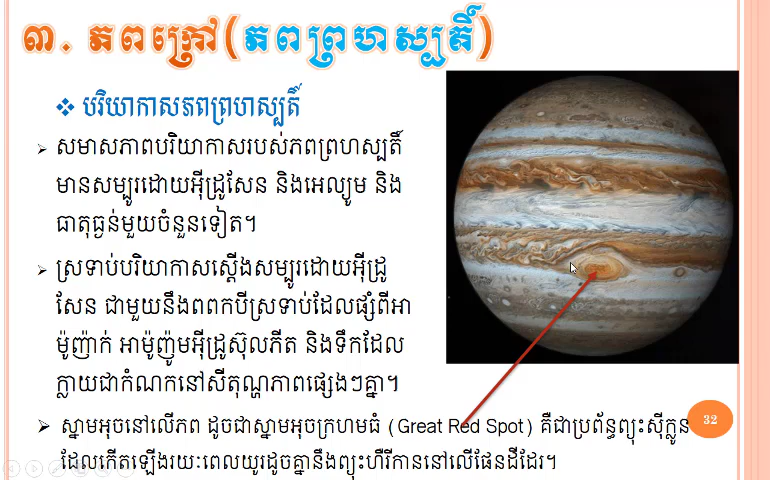 ៣. ភពក្រៅ(ភពព្រហស្បតិ៍)
❖ បរិយាកាសភពព្រហស្បតិ៍
➢ សមាសភាពបរិយាកាសរបស់ភពព្រហស្បតិ៍
មានសម្បូរដោយអ៊ីដ្រូសែន និងអេល្យូម និង
ធាតុធ្ងន់មួយចំនួនទៀត។
➢ ស្រទាប់បរិយាកាសស្តើងសម្បូរដោយអ៊ីដ្រូ
សែន ជាមួយនឹងពពកបីស្រទាប់ដែលផ្សំពីអា
ម៉ូញ៉ាក់ អាម៉ូញ៉ូមអ៊ីដ្រូស៊ុលភីត និងទឹកដែល
ក្លាយជាកំណកនៅសីតុណ្ហភាពផ្សេងៗគ្នា។
➢ ស្នាមអុចនៅលើភព ដូចជាស្នាមអុចក្រហមធំ (Great Red Spot) គឺជាប្រព័ន្ធព្យុះស៊ីក្លូន
ដែលកើតឡើងរយៈពេលយូរដូចគ្នានឹងព្យុះហ៊ឺរីកាននៅលើផែនដីដែរ។
32